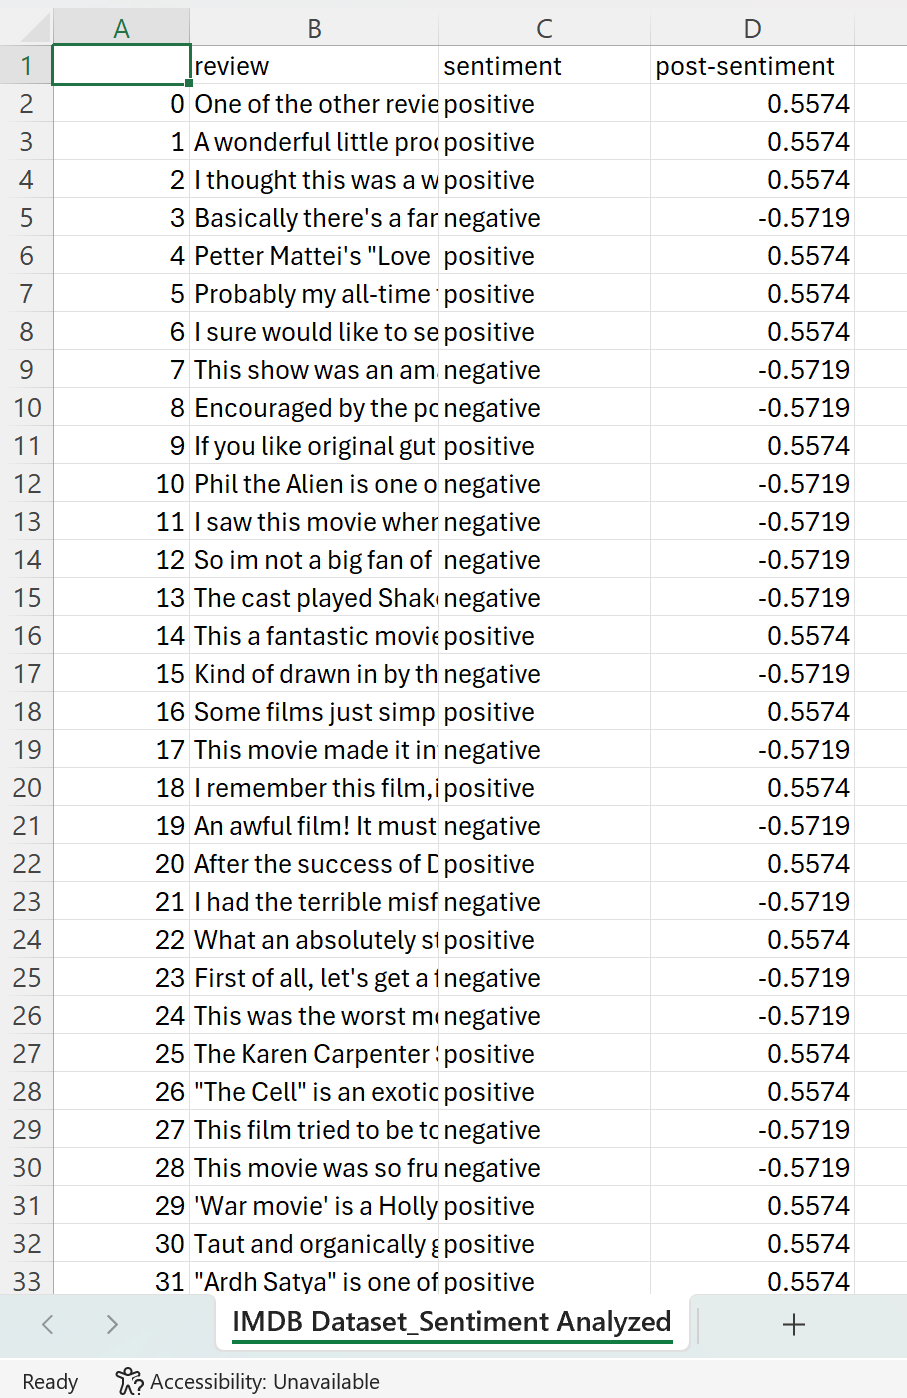 A B C D
1 review sentiment post-sentiment
2 0 One of the other revie positive 0.5574
3 1 A wonderful little pro positive 0.5574
4 2 I thought this was a w positive 0.5574
5 3 Basically there's a far negative -0.5719
6 4 Petter Mattei's "Love positive 0.5574
7 5 Probably my all-time positive 0.5574
8 6 I sure would like to se positive 0.5574
9 7 This show was an am negative -0.5719
10 8 Encouraged by the po negative -0.5719
11 9 If you like original gut positive 0.5574
12 10 Phil the Alien is one o negative -0.5719
13 11 I saw this movie wher negative -0.5719
14 12 So im not a big fan of negative -0.5719
15 13 The cast played Shak negative -0.5719
16 14 This a fantastic movie positive 0.5574
17 15 Kind of drawn in by th negative -0.5719
18 16 Some films just simp positive 0.5574
19 17 This movie made it in negative -0.5719
20 18 I remember this film,i positive 0.5574
21 19 An awful film! It must negative -0.5719
22 20 After the success of D positive 0.5574
23 21 I had the terrible misf negative -0.5719
24 22 What an absolutely st positive 0.5574
25 23 First of all, let's get a f negative -0.5719
26 24 This was the worst mo negative -0.5719
27 25 The Karen Carpenter positive 0.5574
28 26 "The Cell" is an exotic positive 0.5574
29 27 This film tried to be to negative -0.5719
30 28 This movie was so fru negative -0.5719
31 29 'War movie' is a Holly positive 0.5574
32 30 Taut and organically g positive 0.5574
33 31 "Ardh Satya" is one of positive 0.5574
IMDB Dataset_Sentiment Analyzed
Ready Accessibility: Unavailable